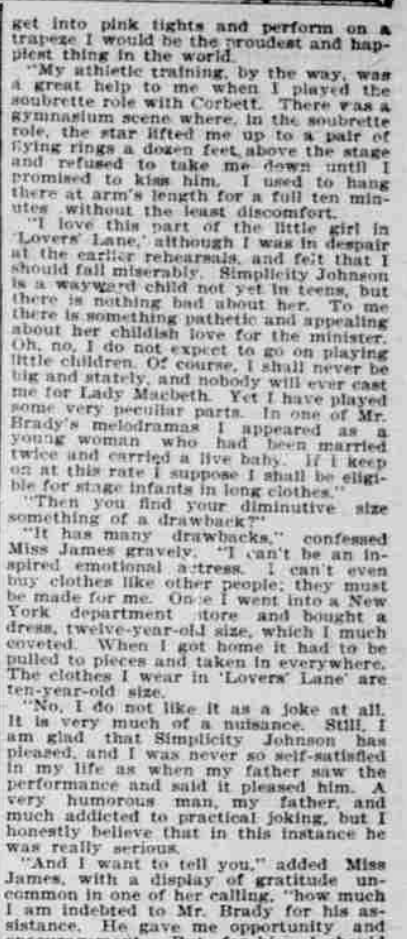 get into pink tights and perform on a
trapeze I would be the proudest and hap-
piest thing in the world.
"My athletic training, by the way, was
a great help to me when I played the
soubrette role with Corbett. There was a
gymnasium scene where, in the soubrette
role, the star lifted me up to a pair of
flying rings a dozen feet above the stage
and refused to take me down until I
promised to kiss him. I used to hang
there at arm's length for a full ten min-
utes without the least discomfort.
"I love this part of the little girl in
'Lovers' Lane,' although I was in despair
at the earlier rehearsals, and felt that I
should fail miserably. Simplicity Johnson
is a wayward child not yet in teens, but
there is nothing bad about her. To me
there is something pathetic and appealing
about her childish love for the minister.
Oh, no, I do not expect to go on playing
little children. Of course, I shall never be
big and stately, and nobody will ever cast
me for Lady Macbeth. Yet I have played
some very peculiar parts. In one of Mr.
Brady's melodramas I appeared as a
young woman who had been married
twice and carried a live baby. If I keep
on at this rate I suppose I shall be eligi-
ble for stage infants in long clothes."
"Then you find your diminutive size
something of a drawback?"
"It has many drawbacks," confessed
Miss James gravely. "I can't be an in-
spired emotional actress. I can't even
buy clothes like other people; they must
be made for me. Once I went into a New
York department store and bought a
dress, twelve-year-old size, which I much
coveted. When I got home it had to be
pulled to pieces and taken in everywhere.
The clothes I wear in 'Lovers' Lane' are
ten-year-old size.
"No, I do not like it as a joke at all.
It is very much of a nuisance. Still, I
am glad that Simplicity Johnson has
pleased, and I was never so self-satisfied
in my life as when my father saw the
performance and said it pleased him. A
very humorous man, my father, and
much addicted to practical joking, but I
honestly believe that in this instance he
was really serious.
"And I want to tell you," added Miss
James, with a display of gratitude un-
common in one of her calling, "how much
I am indebted to Mr. Brady for his as-
sistance. He gave me opportunity and